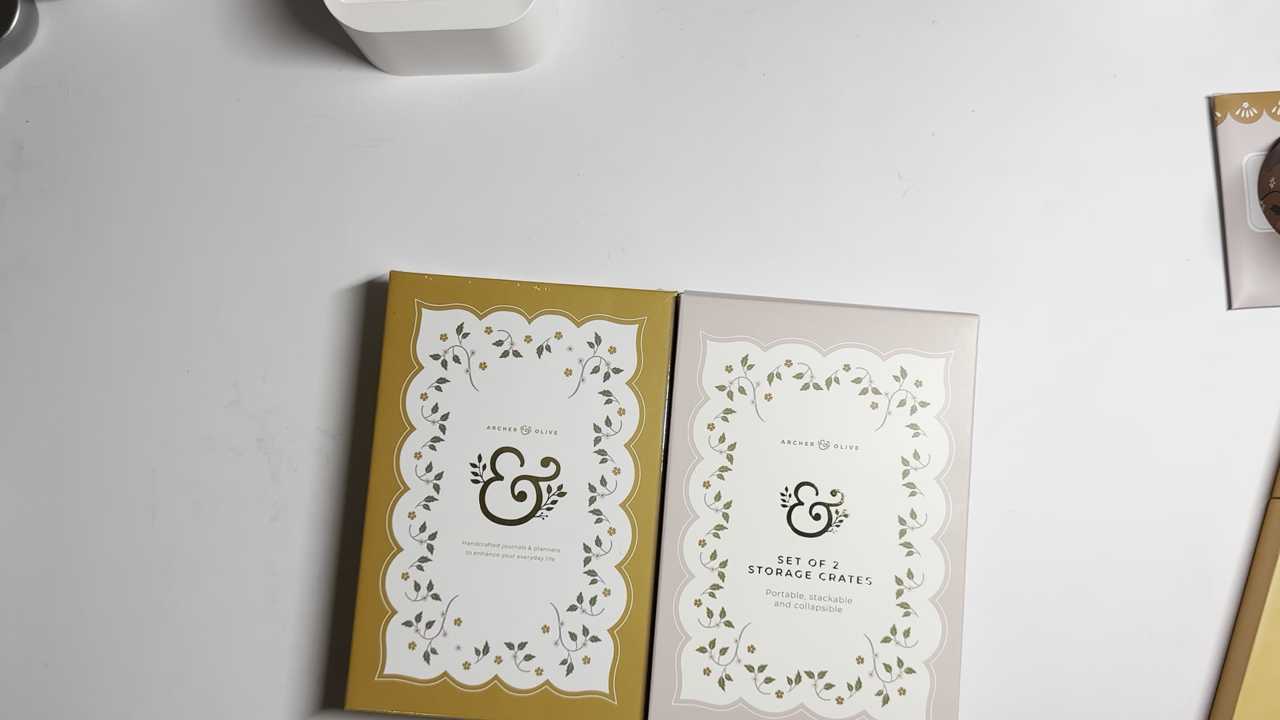 ARCHER & OLIVE
&
Handcrafted journals & planners
to enhance your everyday life
ARCHER & OLIVE
&
SET OF 2
STORAGE CRATES
Portable, stackable
and collapsible